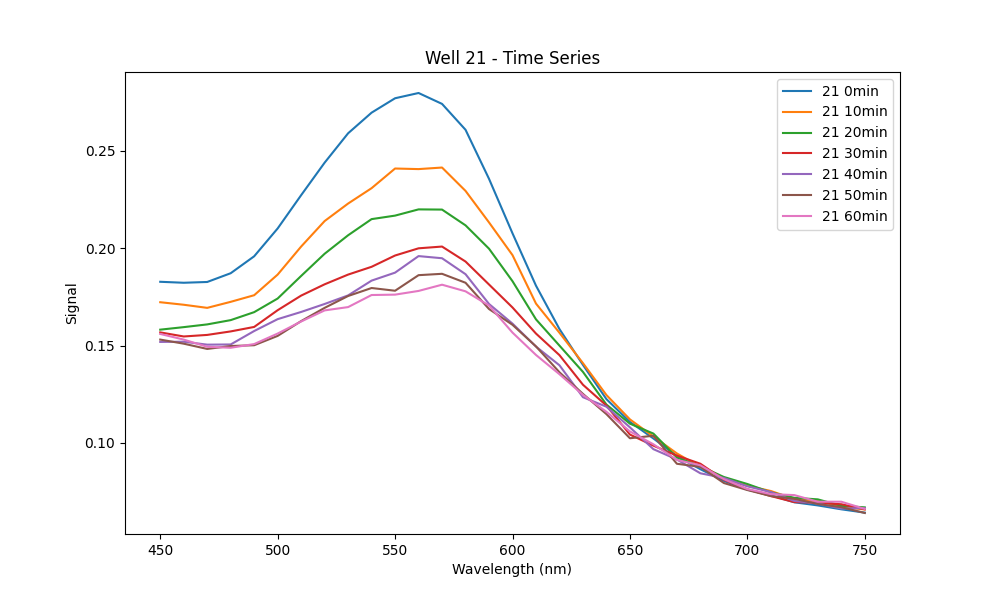 Well 21 - Time Series
21 0min
21 10min
21 20min
21 30min
21 40min
21 50min
21 60min
Signal
0.25
0.20
0.15
0.10
450 500 550 600 650 700 750
Wavelength (nm)